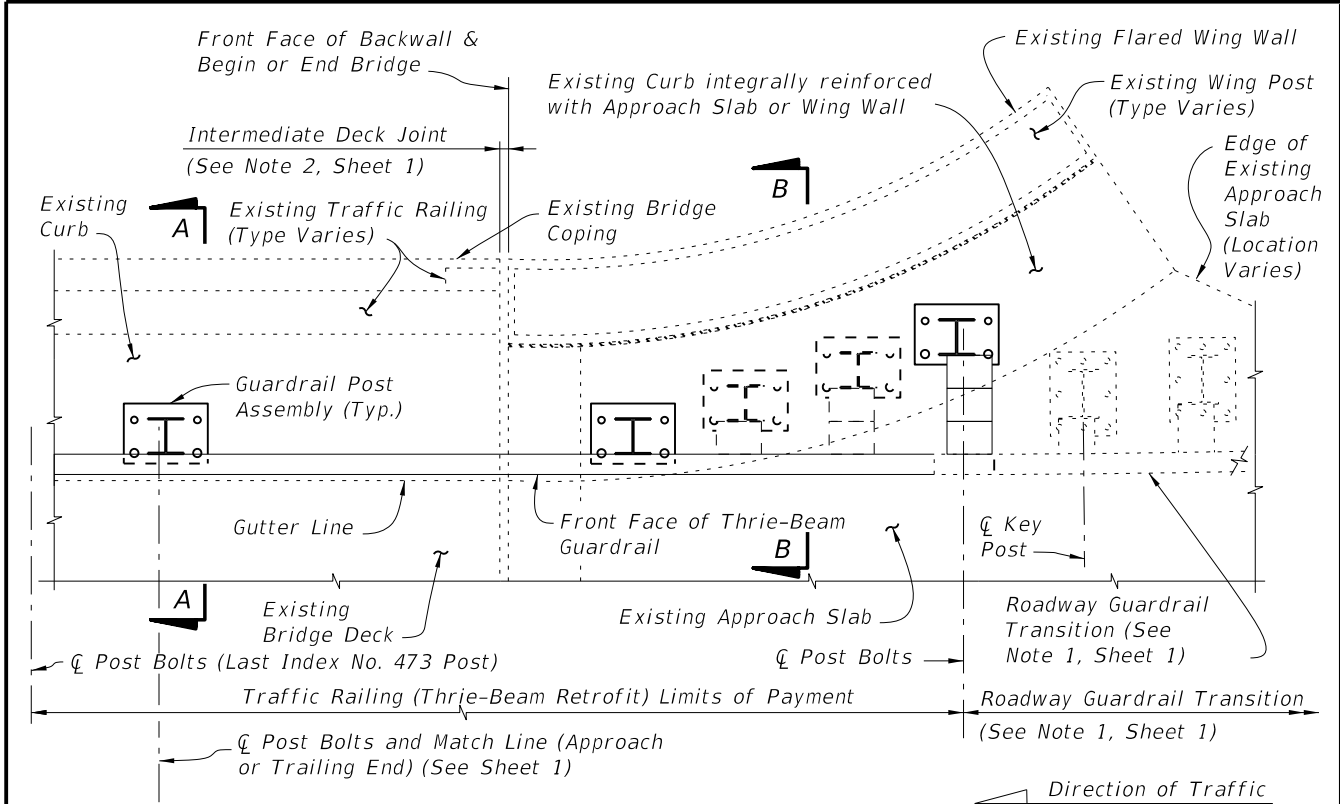 Front Face of Backwall &
Begin or End Bridge
Existing Flared Wing Wall
Existing Curb integrally reinforced
with Approach Slab or Wing Wall
Existing Wing Post
(Type Varies)
Intermediate Deck Joint
(See Note 2, Sheet 1)
Edge of
Existing
Approach
Slab
(Location
Varies)
Existing
Curb
A
Existing Traffic Railing
(Type Varies)
Existing Bridge
Coping
B
Guardrail Post
Assembly (Typ.)
Gutter Line
Front Face of Thrie-Beam
Guardrail
B
℄ Key
Post
A
Existing
Bridge Deck
Existing Approach Slab
Roadway Guardrail
Transition (See
Note 1, Sheet 1)
℄ Post Bolts (Last Index No. 473 Post)
℄ Post Bolts
Traffic Railing (Thrie-Beam Retrofit) Limits of Payment
Roadway Guardrail Transition
(See Note 1, Sheet 1)
℄ Post Bolts and Match Line (Approach
or Trailing End) (See Sheet 1)
Direction of Traffic